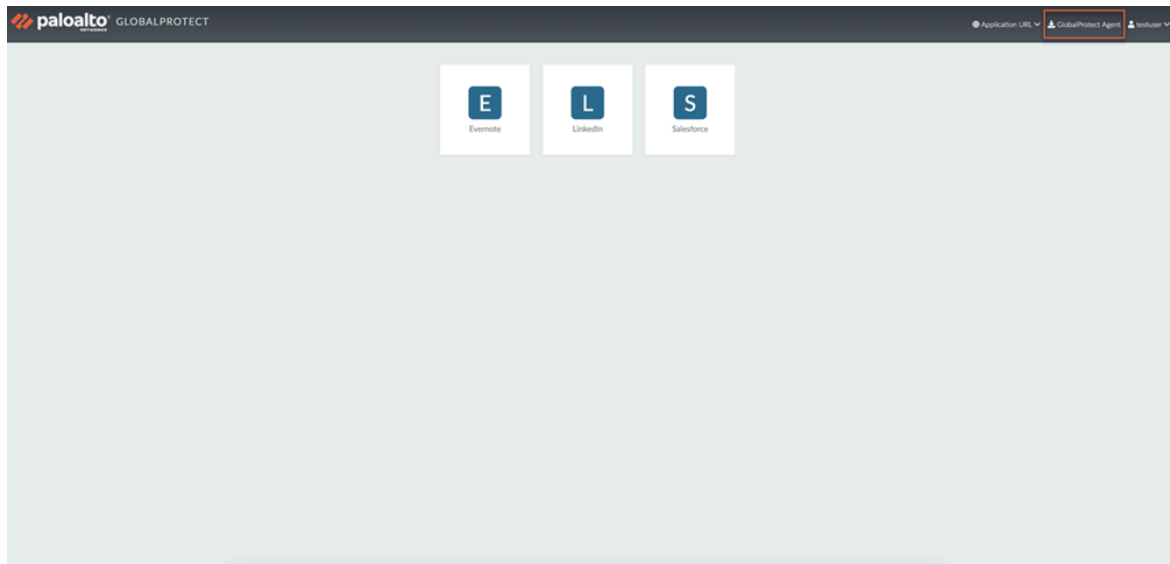 paloalto NETWORKS GLOBALPROTECT
Application URL GlobalProtect Agent testuser
E L S
Evernote LinkedIn Salesforce